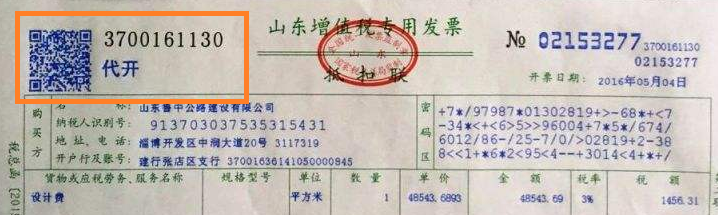 3700161130
山东增值税专用发票
№ 02153277 3700161130
02153277
代开
抵扣联
开票日期: 2016年05月04日
购买方
名称: 山东鲁中公路建设有限公司
纳税人识别号: 913703037535315431
地址、电话: 淄博开发区中润大道20号 3117319
开户行及账号: 建行张店区支行 37001636141050000845
密码区
+7*/97987*01302819+>-68*+<7
-34*<+<6>5>>96004+7*5*/674/
6012/86-/25-7/0/>02819+2-38
8<<1+*6*2<95<4--+3014<4+*+/
货物或应税劳务、服务名称 规格型号 单位 数量 单价 金额 税率 税额
设计费 平方米 1 48543.6893 48543.69 3% 1456.31